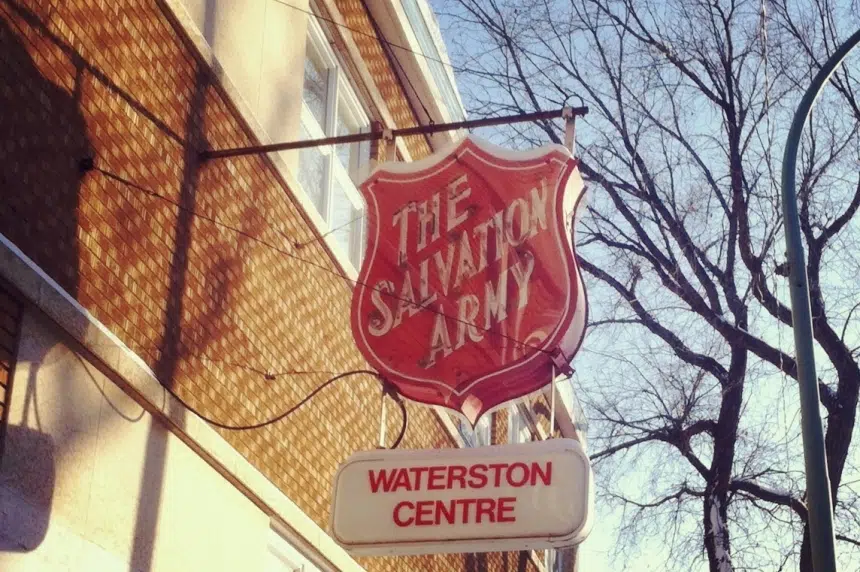 THE
SALVATION
ARMY
WATERSTON
CENTRE